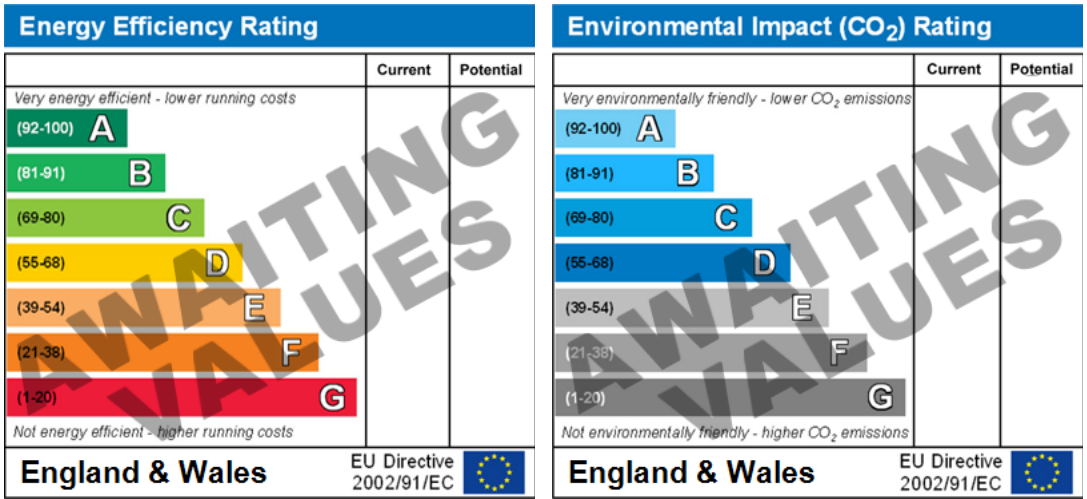 Energy Efficiency Rating
Current Potential
Very energy efficient - lower running costs
(92-100) A
(81-91) B
(69-80) C
(55-68) D
(39-54) E
(21-38) F
(1-20) G
Not energy efficient - higher running costs
England & Wales
EU Directive
2002/91/EC
AWAITING
VALUES
Environmental Impact (CO₂) Rating
Current Potential
Very environmentally friendly - lower CO₂ emissions
(92-100) A
(81-91) B
(69-80) C
(55-68) D
(39-54) E
(21-38) F
(1-20) G
Not environmentally friendly - higher CO₂ emissions
England & Wales
EU Directive
2002/91/EC
AWAITING
VALUES